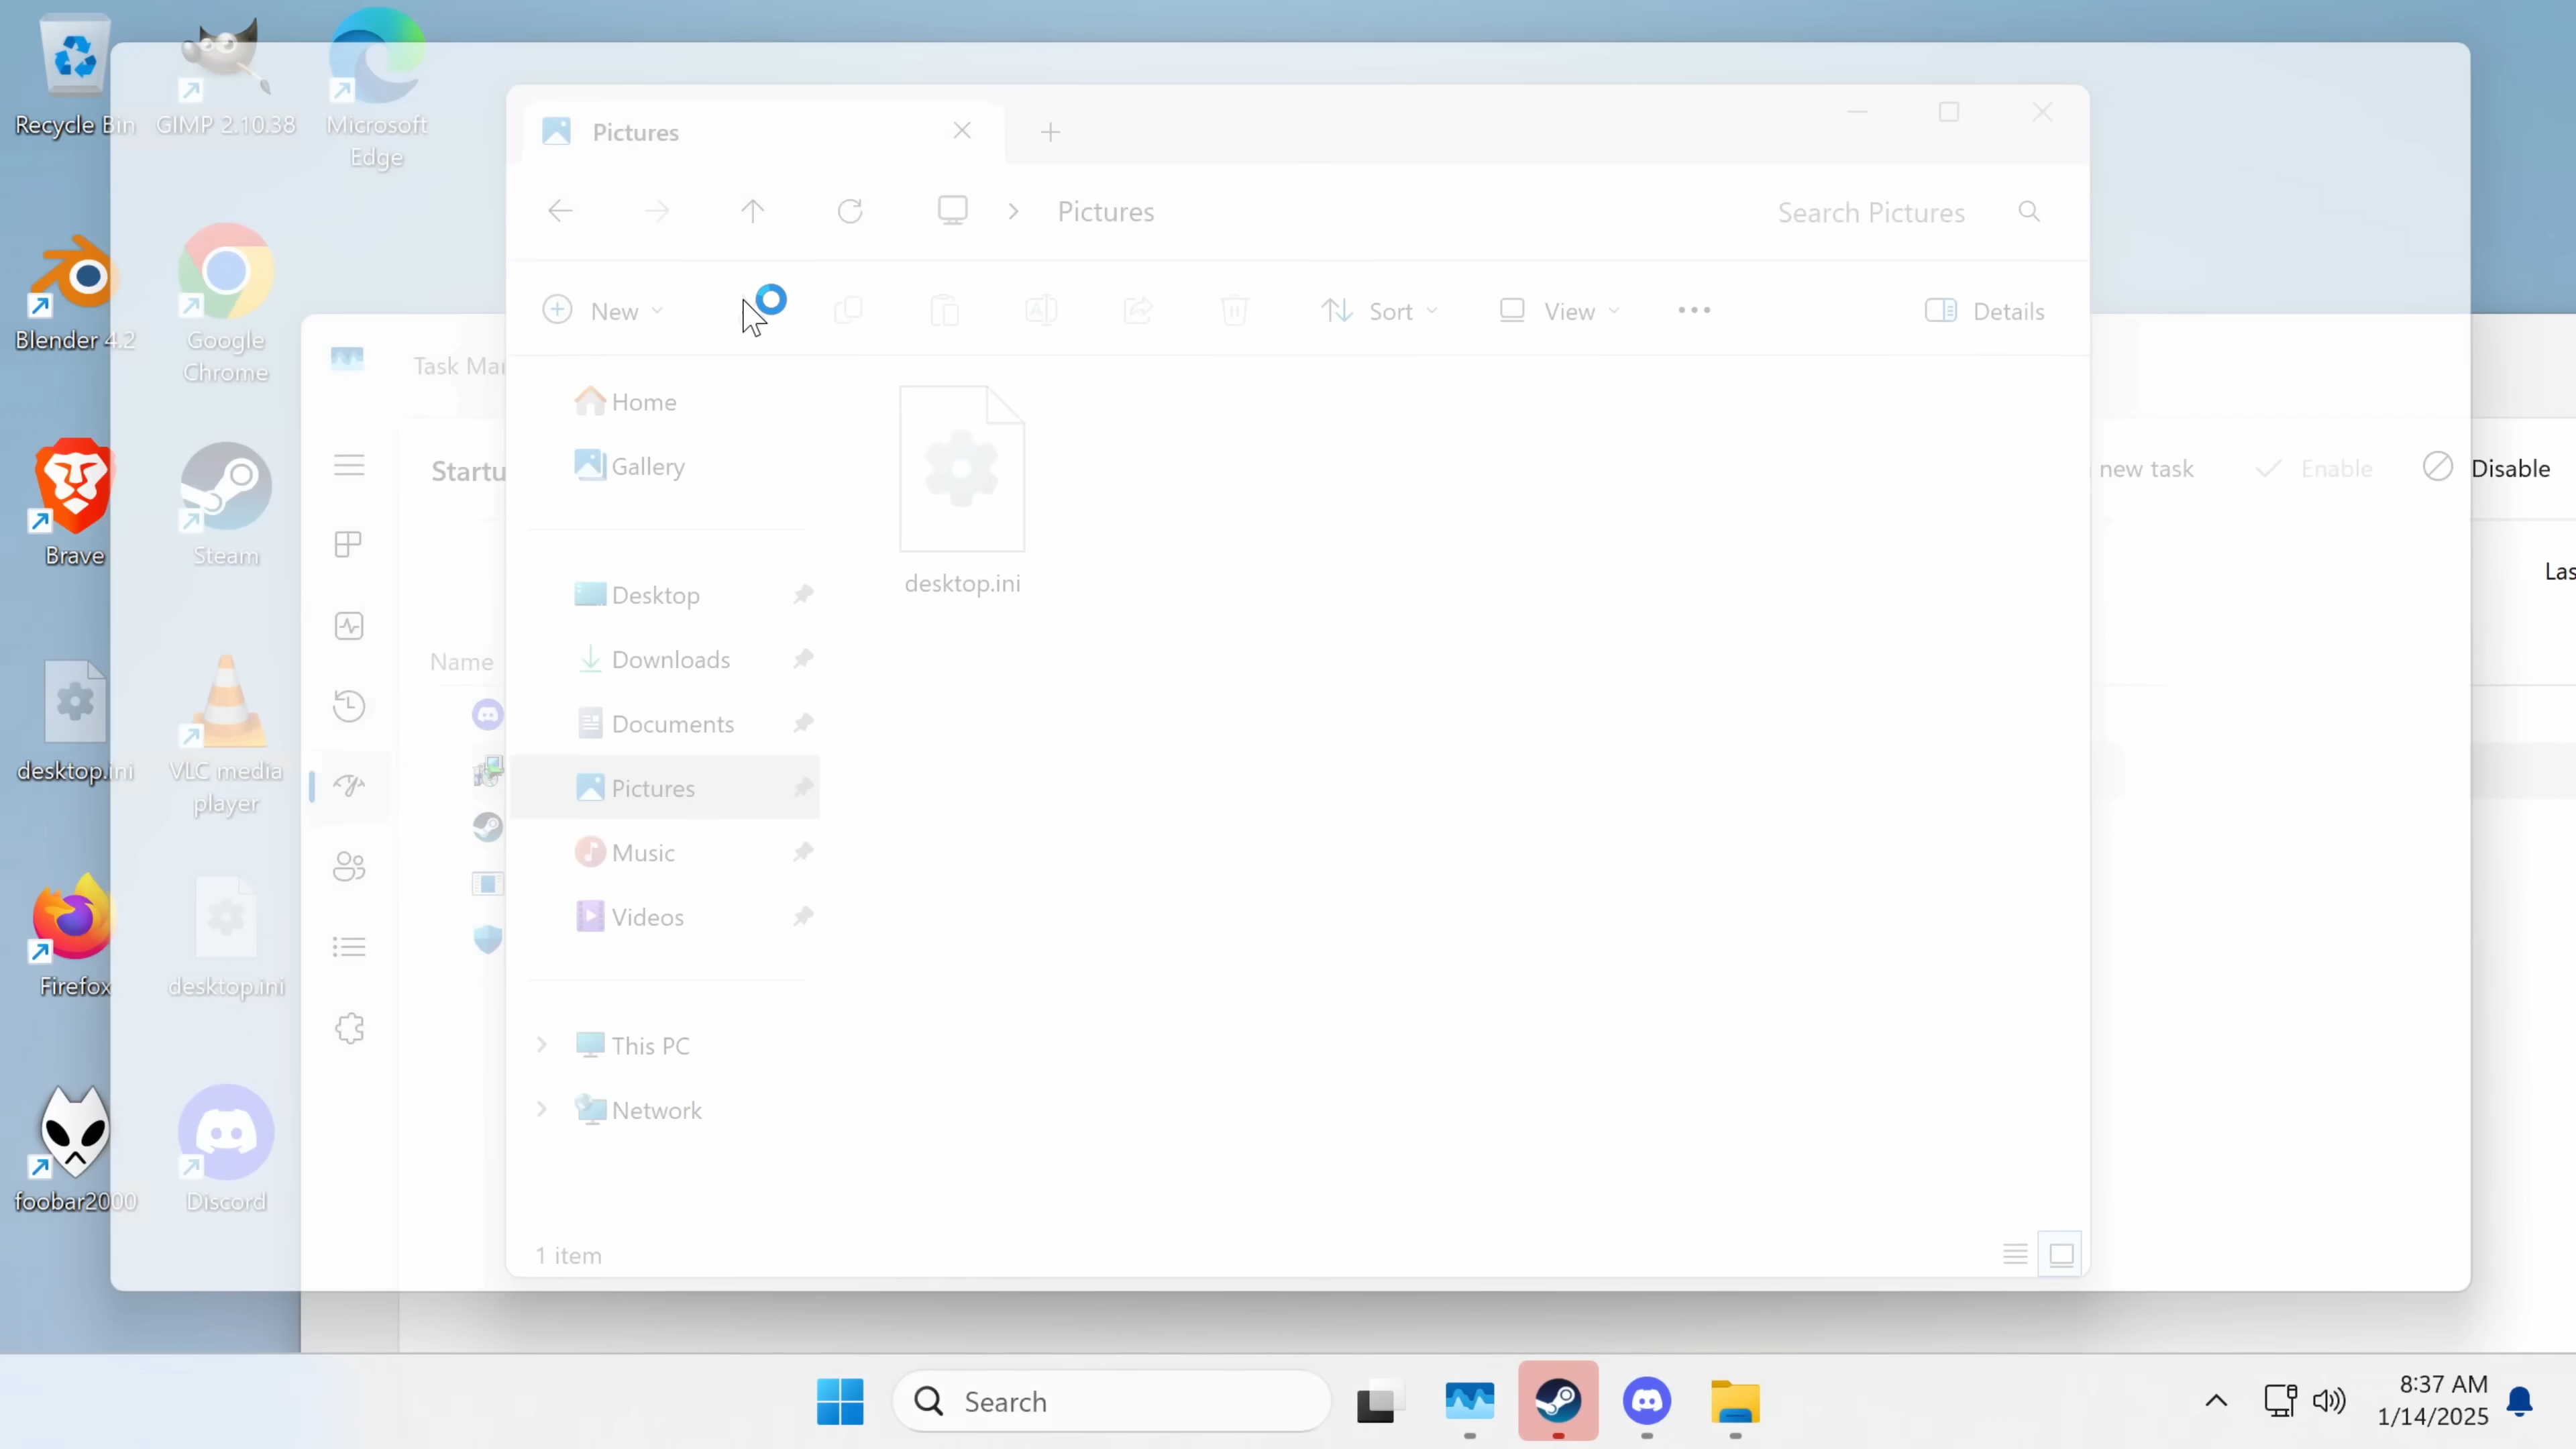 Recycle Bin
GIMP 2.10.38
Microsoft
Edge
Blender 4.2
Google
Chrome
Brave
Steam
desktop.ini
VLC media
player
Firefox
desktop.ini
foobar2000
Discord
Pictures
Pictures
Search Pictures
New
Sort
View
Details
Home
Gallery
Desktop
Downloads
Documents
Pictures
Music
Videos
This PC
Network
desktop.ini
1 item
Task Mar
Startu
Name
new task
Enable
Disable
Las
Search
8:37 AM
1/14/2025